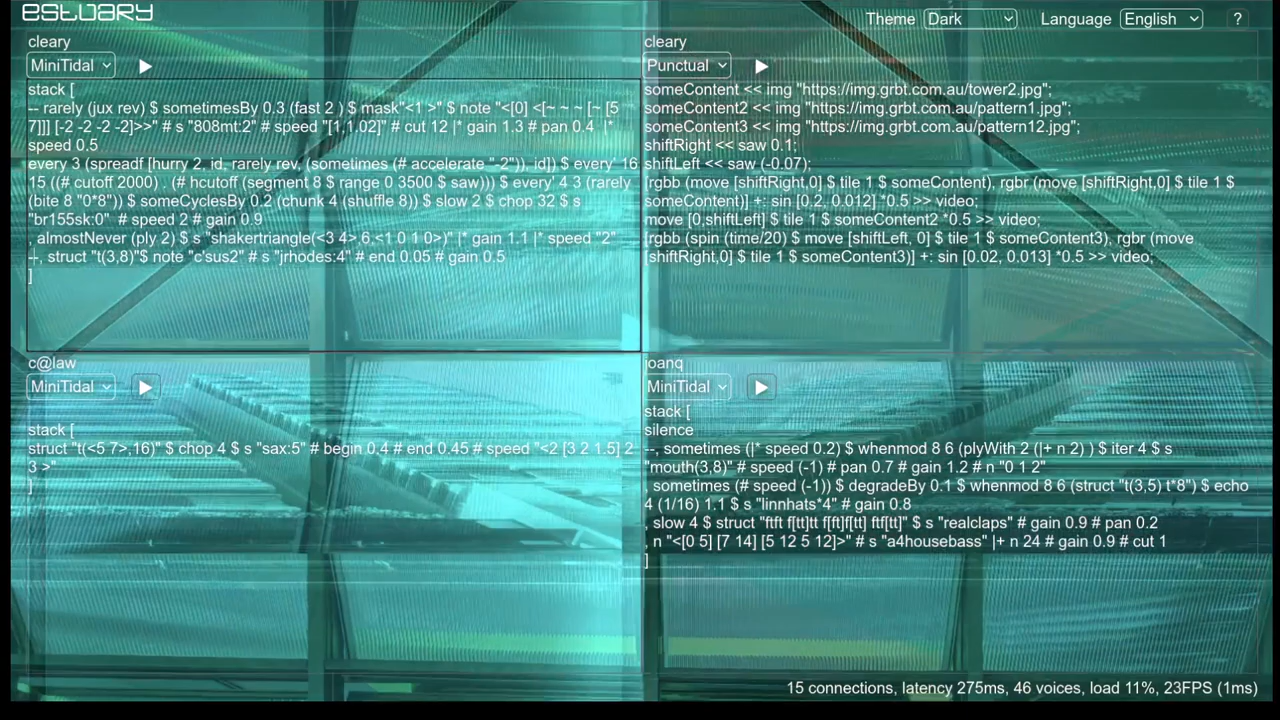 estuary
Theme Dark Language English ?
cleary
MiniTidal
stack [
-- rarely (jux rev) $ sometimesBy 0.3 (fast 2 ) $ mask"<1 >" $ note "<[0] <[~ ~ ~ [~ [5
7]]] [-2 -2 -2 -2]>>" # s "808mt:2" # speed "[1,1.02]" # cut 12 |* gain 1.3 # pan 0.4 |*
speed 0.5
every 3 (spreadf [hurry 2, id, rarely rev, (sometimes (# accelerate "-2")), id]) $ every' 16
15 ((# cutoff 2000) . (# hcutoff (segment 8 $ range 0 3500 $ saw))) $ every' 4 3 (rarely
(bite 8 "0*8")) $ someCyclesBy 0.2 (chunk 4 (shuffle 8)) $ slow 2 $ chop 32 $ s
"br155sk:0" # speed 2 # gain 0.9
, almostNever (ply 2) $ s "shakertriangle(<3 4>,6,<1 0 1 0>)" |* gain 1.1 |* speed "2"
--, struct "t(3,8)"$ note "c'sus2" # s "jrhodes:4" # end 0.05 # gain 0.5
]
cleary
Punctual
someContent << img "https://img.grbt.com.au/tower2.jpg";
someContent2 << img "https://img.grbt.com.au/pattern1.jpg";
someContent3 << img "https://img.grbt.com.au/pattern12.jpg";
shiftRight << saw 0.1;
shiftLeft << saw (-0.07);
[rgbb (move [shiftRight,0] $ tile 1 $ someContent), rgbr (move [shiftRight,0] $ tile 1 $
someContent)] +: sin [0.2, 0.012] *0.5 >> video;
move [0,shiftLeft] $ tile 1 $ someContent2 *0.5 >> video;
[rgbb (spin (time/20) $ move [shiftLeft, 0] $ tile 1 $ someContent3), rgbr (move
[shiftRight,0] $ tile 1 $ someContent3)] +: sin [0.02, 0.013] *0.5 >> video;
c@law
MiniTidal
stack [
struct "t(<5 7>,16)" $ chop 4 $ s "sax:5" # begin 0.4 # end 0.45 # speed "<2 [3 2 1.5] 2
3 >"
]
joanq
MiniTidal
stack [
silence
--, sometimes (|* speed 0.2) $ whenmod 8 6 (plyWith 2 (|+ n 2) ) $ iter 4 $ s
"mouth(3,8)" # speed (-1) # pan 0.7 # gain 1.2 # n "0 1 2"
, sometimes (# speed (-1)) $ degradeBy 0.1 $ whenmod 8 6 (struct "t(3,5) t*8") $ echo
4 (1/16) 1.1 $ s "linnhats*4" # gain 0.8
, slow 4 $ struct "ftft f[tt]tt f[ft]f[tt] ftf[tt]" $ s "realclaps" # gain 0.9 # pan 0.2
, n "<[0 5] [7 14] [5 12 5 12]>" # s "a4housebass" |+ n 24 # gain 0.9 # cut 1
]
15 connections, latency 275ms, 46 voices, load 11%, 23FPS (1ms)